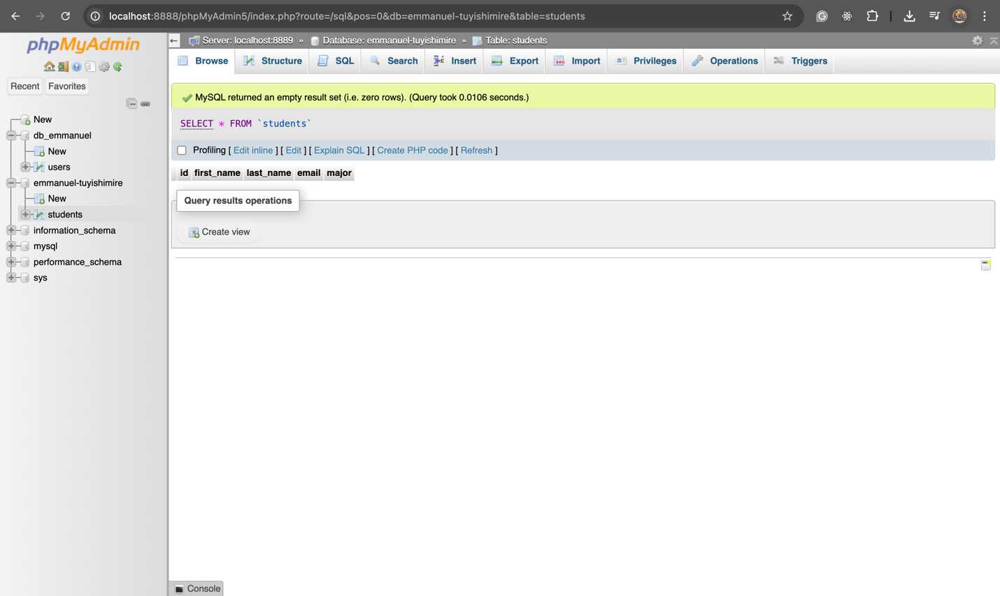 localhost:8888/phpMyAdmin5/index.php?route=/sql&pos=0&db=emmanuel-tuyishimire&table=students
phpMyAdmin
Recent Favorites
New
db_emmanuel
New
users
emmanuel-tuyishimire
New
students
information_schema
mysql
performance_schema
sys
Server: localhost:8889 » Database: emmanuel-tuyishimire » Table: students
Browse Structure SQL Search Insert Export Import Privileges Operations Triggers
MySQL returned an empty result set (i.e. zero rows). (Query took 0.0106 seconds.)
SELECT * FROM `students`
Profiling [ Edit inline ] [ Edit ] [ Explain SQL ] [ Create PHP code ] [ Refresh ]
id first_name last_name email major
Query results operations
Create view
Console